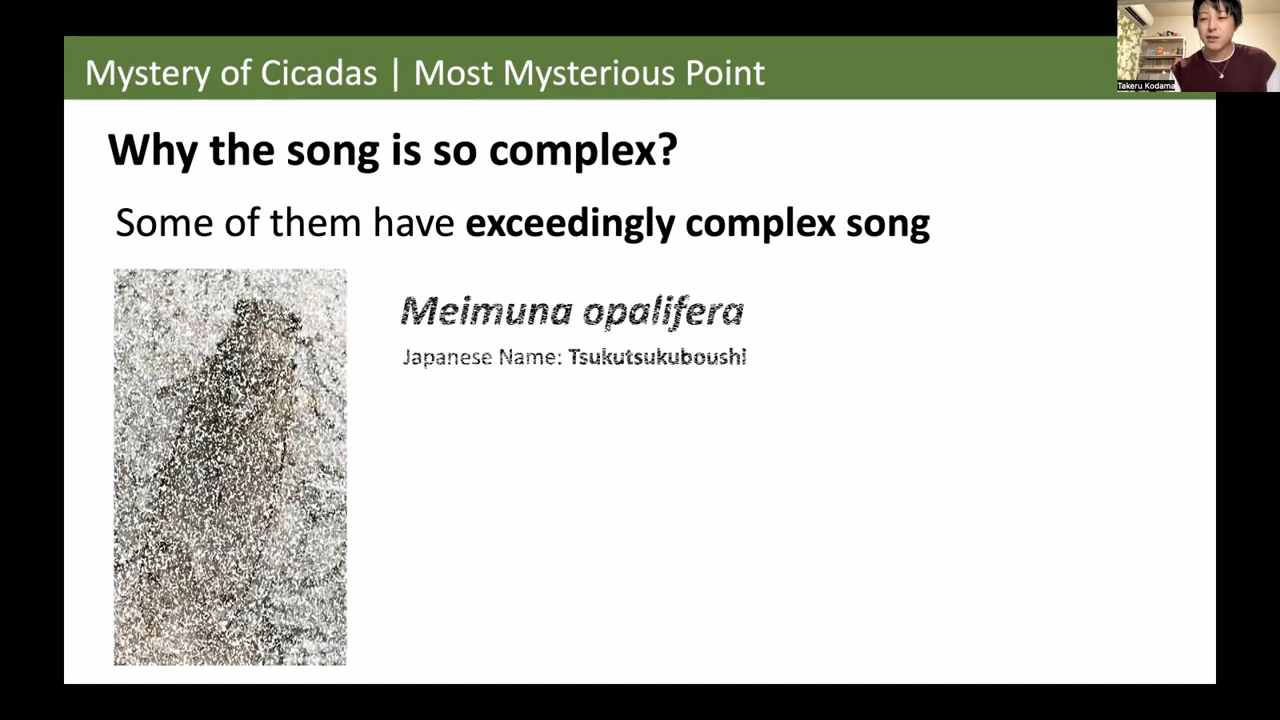 Mystery of Cicadas | Most Mysterious Point
Takeru Kodama
Why the song is so complex?
Some of them have exceedingly complex song
Meimuna opalifera
Japanese Name: Tsukutsukuboushi